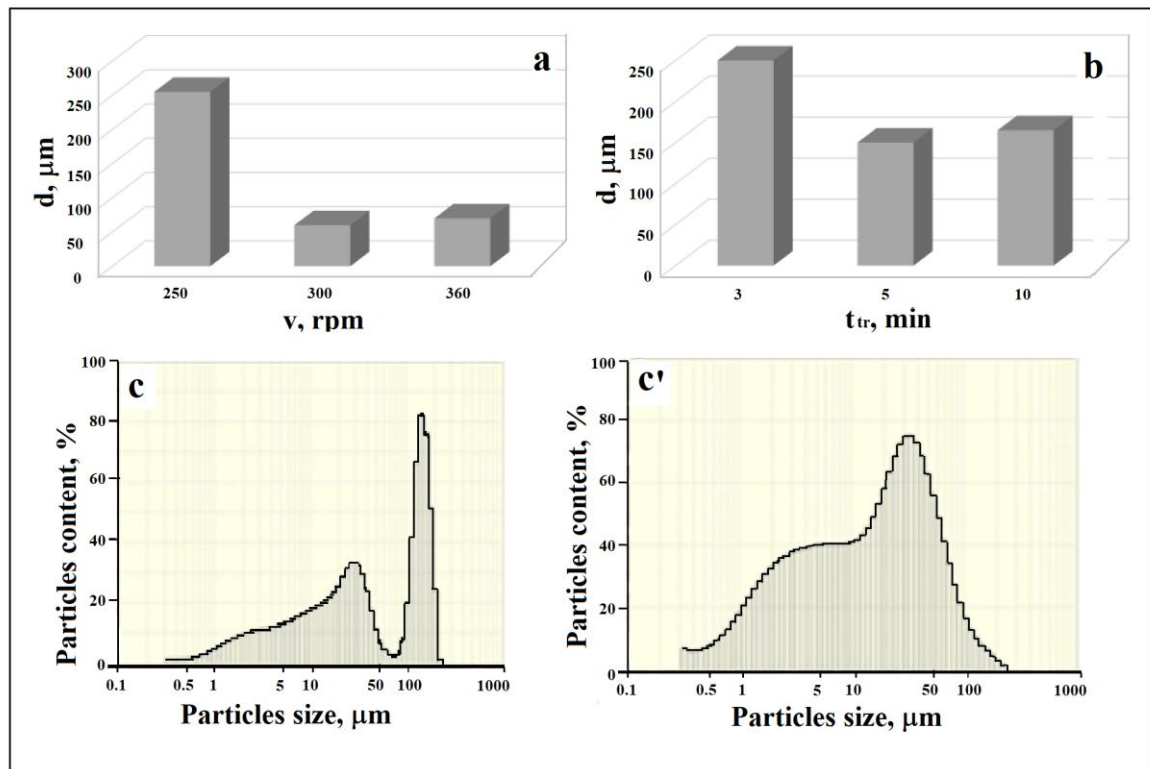 a
300
250
200
150
100
50
0
d, μm
250 300 360
v, rpm
b
250
200
150
100
50
0
d, μm
3 5 10
ttr, min
c
100
80
60
40
20
0
Particles content, %
0.1 0.5 1 5 10 50 100 1000
Particles size, μm
c'
100
80
60
40
20
0
Particles content, %
0.1 0.5 1 5 10 50 100 1000
Particles size, μm